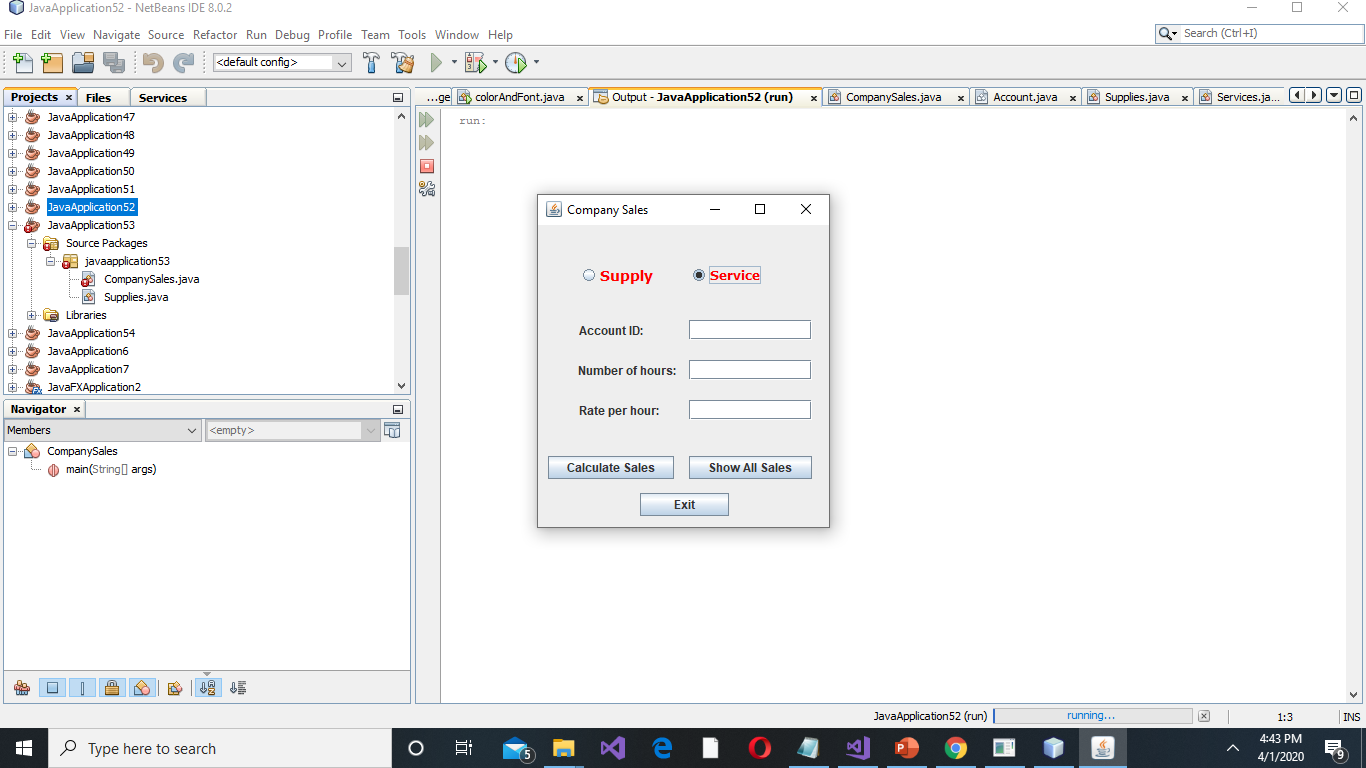 JavaApplication52 - NetBeans IDE 8.0.2
File Edit View Navigate Source Refactor Run Debug Profile Team Tools Window Help
Search (Ctrl+I)
<default config>
Projects Files Services
...ge colorAndFont.java Output - JavaApplication52 (run) CompanySales.java Account.java Supplies.java Services.ja...
JavaApplication47
JavaApplication48
JavaApplication49
JavaApplication50
JavaApplication51
JavaApplication52
JavaApplication53
Source Packages
javaapplication53
CompanySales.java
Supplies.java
Libraries
JavaApplication54
JavaApplication6
JavaApplication7
JavaFXApplication2
run:
Company Sales
Supply Service
Account ID:
Number of hours:
Rate per hour:
Calculate Sales Show All Sales
Exit
Navigator
Members <empty>
CompanySales
main(String[] args)
JavaApplication52 (run) running... 1:3 INS
Type here to search
5
4:43 PM
4/1/2020
9